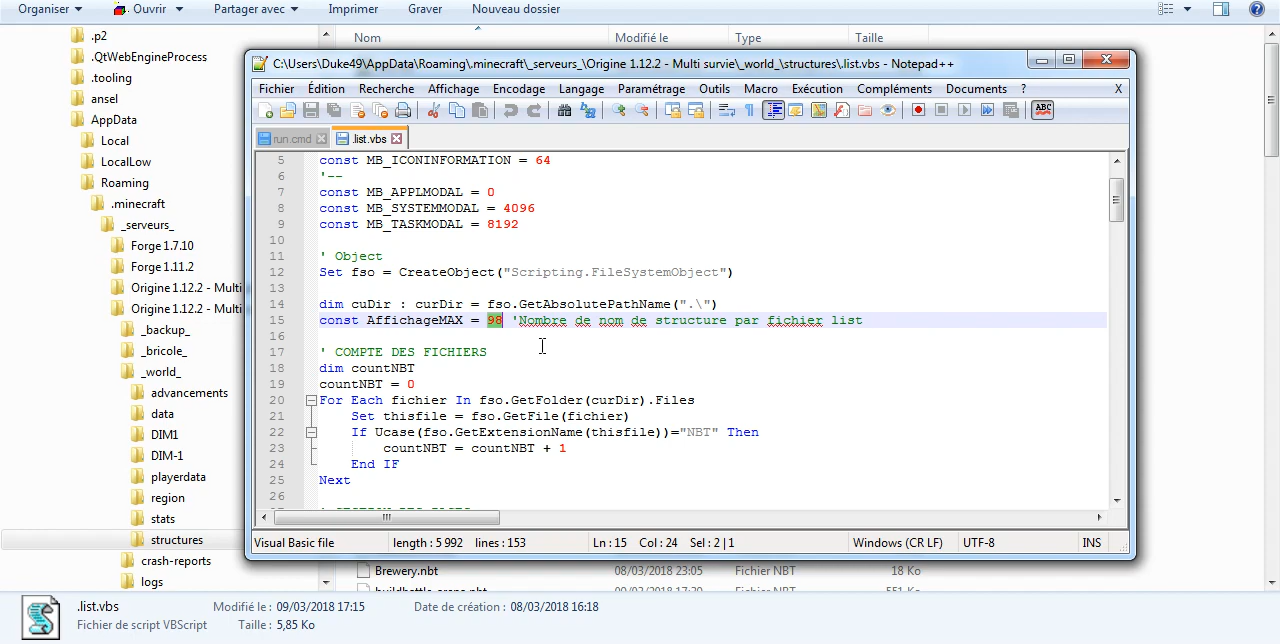 Organiser
Ouvrir
Partager avec
Imprimer
Graver
Nouveau dossier
Nom
Modifié le
Type
Taille
.p2
.QtWebEngineProcess
.tooling
ansel
AppData
Local
LocalLow
Roaming
.minecraft
_serveurs_
Forge 1.7.10
Forge 1.11.2
Origine 1.12.2 - Multi
Origine 1.12.2 - Multi
_backup_
_bricole_
_world_
advancements
data
DIM1
DIM-1
playerdata
region
stats
structures
crash-reports
logs
C:\Users\Duke49\AppData\Roaming\.minecraft\_serveurs_\Origine 1.12.2 - Multi survie\_world_\structures\.list.vbs - Notepad++
Fichier Édition Recherche Affichage Encodage Langage Paramétrage Outils Macro Exécution Compléments Documents ? X
ABC
run.cmd
.list.vbs
5 const MB_ICONINFORMATION = 64
6 '--
7 const MB_APPLMODAL = 0
8 const MB_SYSTEMMODAL = 4096
9 const MB_TASKMODAL = 8192
10
11 ' Object
12 Set fso = CreateObject("Scripting.FileSystemObject")
13
14 dim cuDir : curDir = fso.GetAbsolutePathName(".\")
15 const AffichageMAX = 98 'Nombre de nom de structure par fichier list
16
17 ' COMPTE DES FICHIERS
18 dim countNBT
19 countNBT = 0
20 For Each fichier In fso.GetFolder(curDir).Files
21 Set thisfile = fso.GetFile(fichier)
22 If Ucase(fso.GetExtensionName(thisfile))="NBT" Then
23 countNBT = countNBT + 1
24 End IF
25 Next
26
Visual Basic file
length : 5 992 lines : 153
Ln : 15 Col : 24 Sel : 2 | 1
Windows (CR LF)
UTF-8
INS
Brewery.nbt
08/03/2018 23:05
Fichier NBT
18 Ko
.list.vbs
Modifié le : 09/03/2018 17:15
Date de création : 08/03/2018 16:18
Fichier de script VBScript
Taille : 5,85 Ko